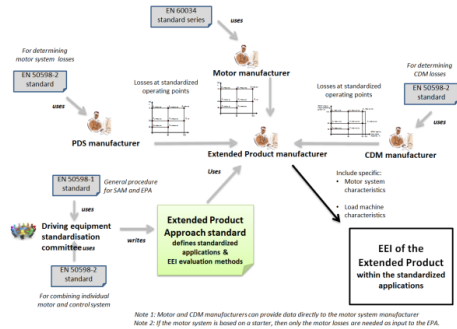 EN 60034
standard series
uses
For determining
motor system losses
Motor manufacturer
For determining
CDM losses
EN 50598-2
standard
Losses at standardized
operating points
Losses at standardized
operating points
EN 50598-2
standard
uses
uses
PDS manufacturer
Extended Product manufacturer
CDM manufacturer
EN 50598-1
standard
General procedure
for SAM and EPA
Uses
Include specific:
• Motor system
characteristics
• Load machine
characteristics
uses
Driving equipment
standardisation
committee
uses
writes
Extended Product
Approach standard
defines standardized
applications &
EEI evaluation methods
EEI of the
Extended Product
within the standardized
applications
EN 50598-2
standard
For combining individual
motor and control system
Note 1: Motor and CDM manufacturers can provide data directly to the motor system manufacturer
Note 2: If the motor system is based on a starter, then only the motor losses are needed as input to the EPA.